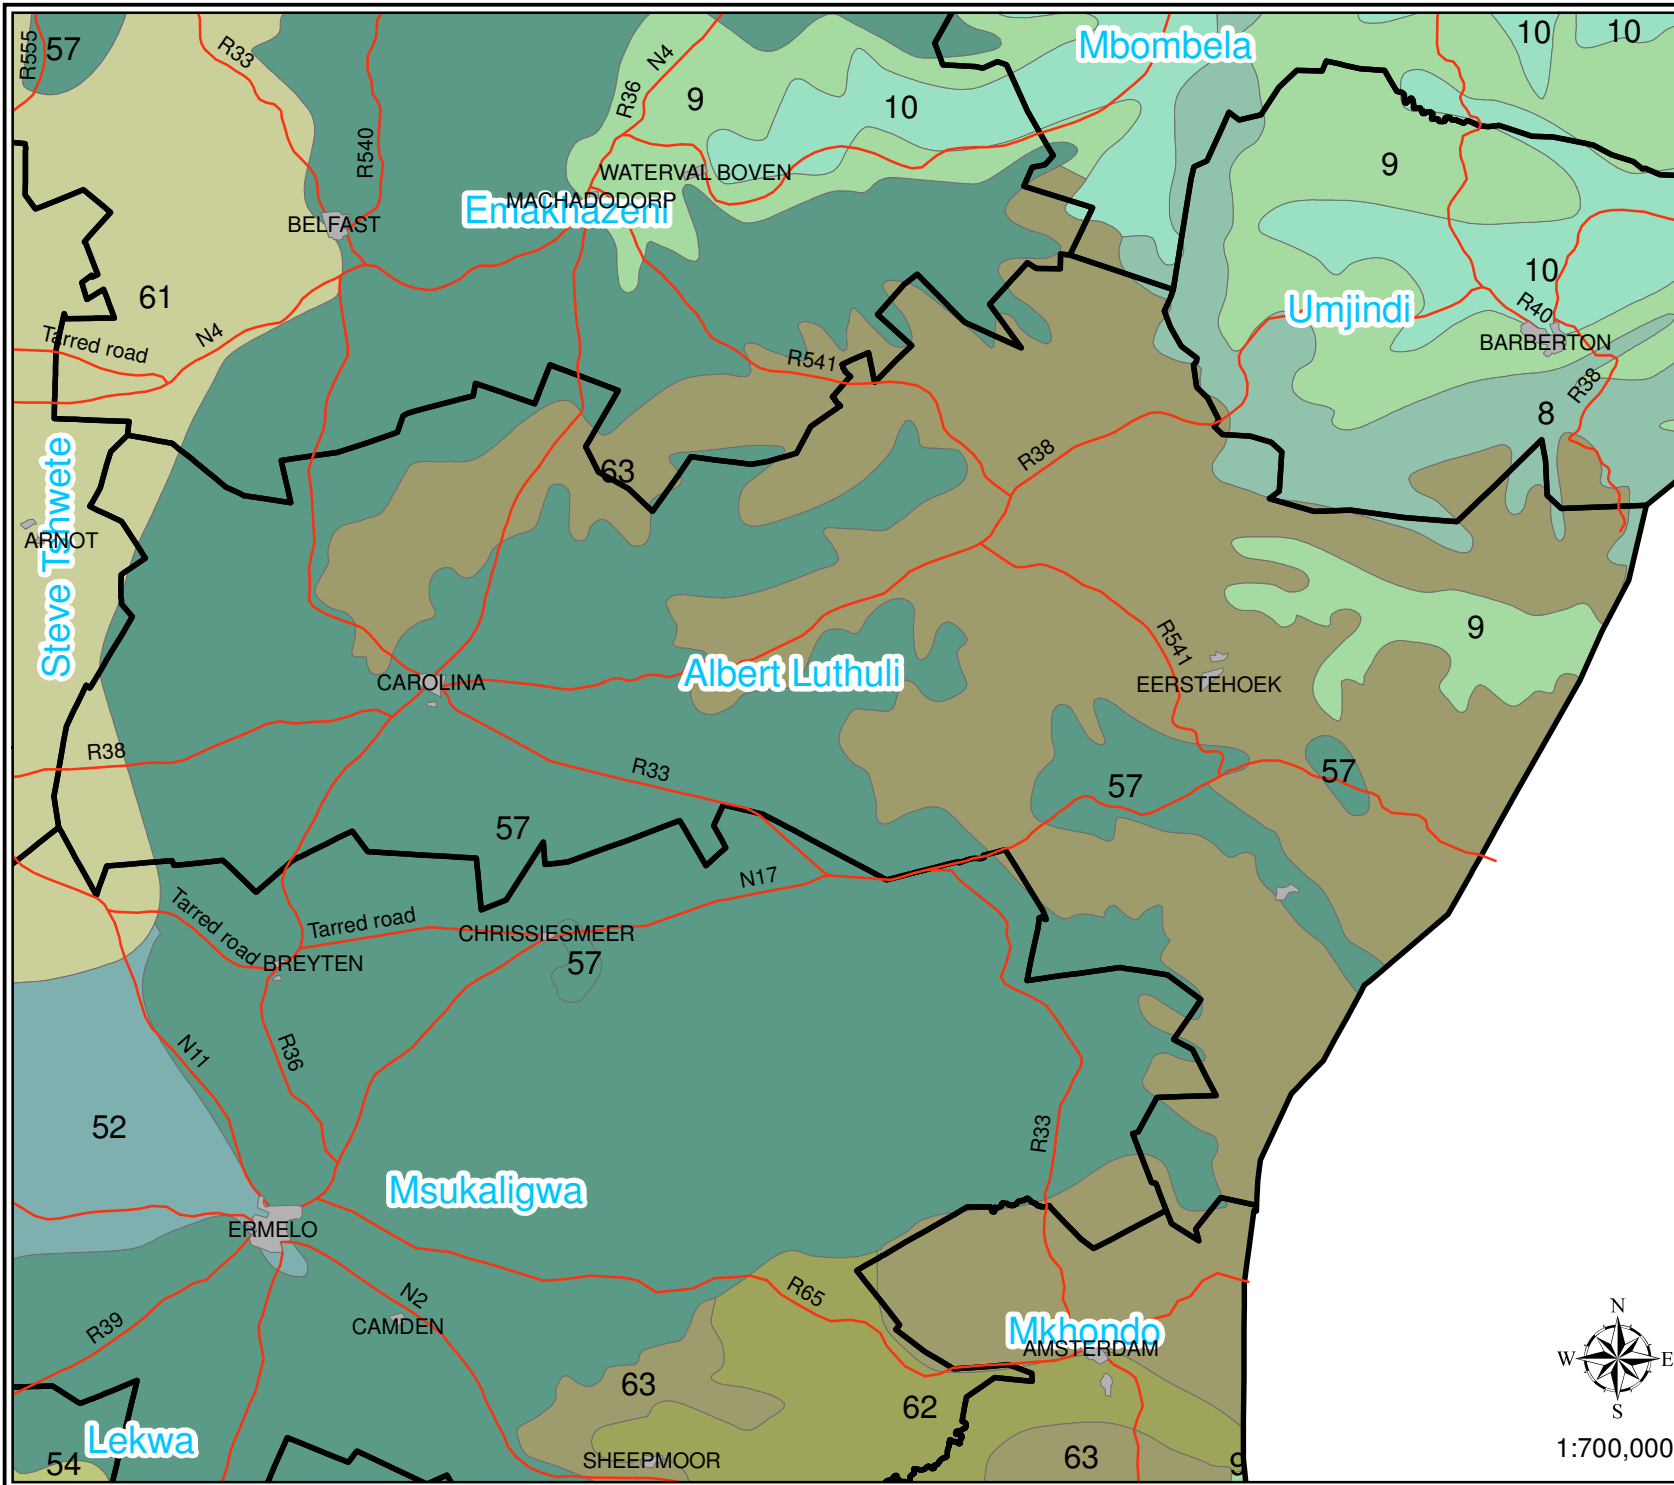 R555
57
R33
R540
N4
R36
9
10
Mbombela
10
10
WATERVAL BOVEN
MACHADODORP
Emakhazeni
BELFAST
9
61
10
Umjindi
R40
BARBERTON
Tarred road
N4
R541
R38
8
Steve Tshwete
ARNOT
63
R38
9
R541
CAROLINA
Albert Luthuli
EERSTEHOEK
R38
R33
57
57
57
N17
Tarred road
Tarred road
CHRISSIESMEER
57
BREYTEN
N11
R36
52
R33
Msukaligwa
ERMELO
N2
R65
CAMDEN
R39
Mkhondo
AMSTERDAM
63
62
Lekwa
54
SHEEPMOOR
63
9
N
W
E
S
1:700,000